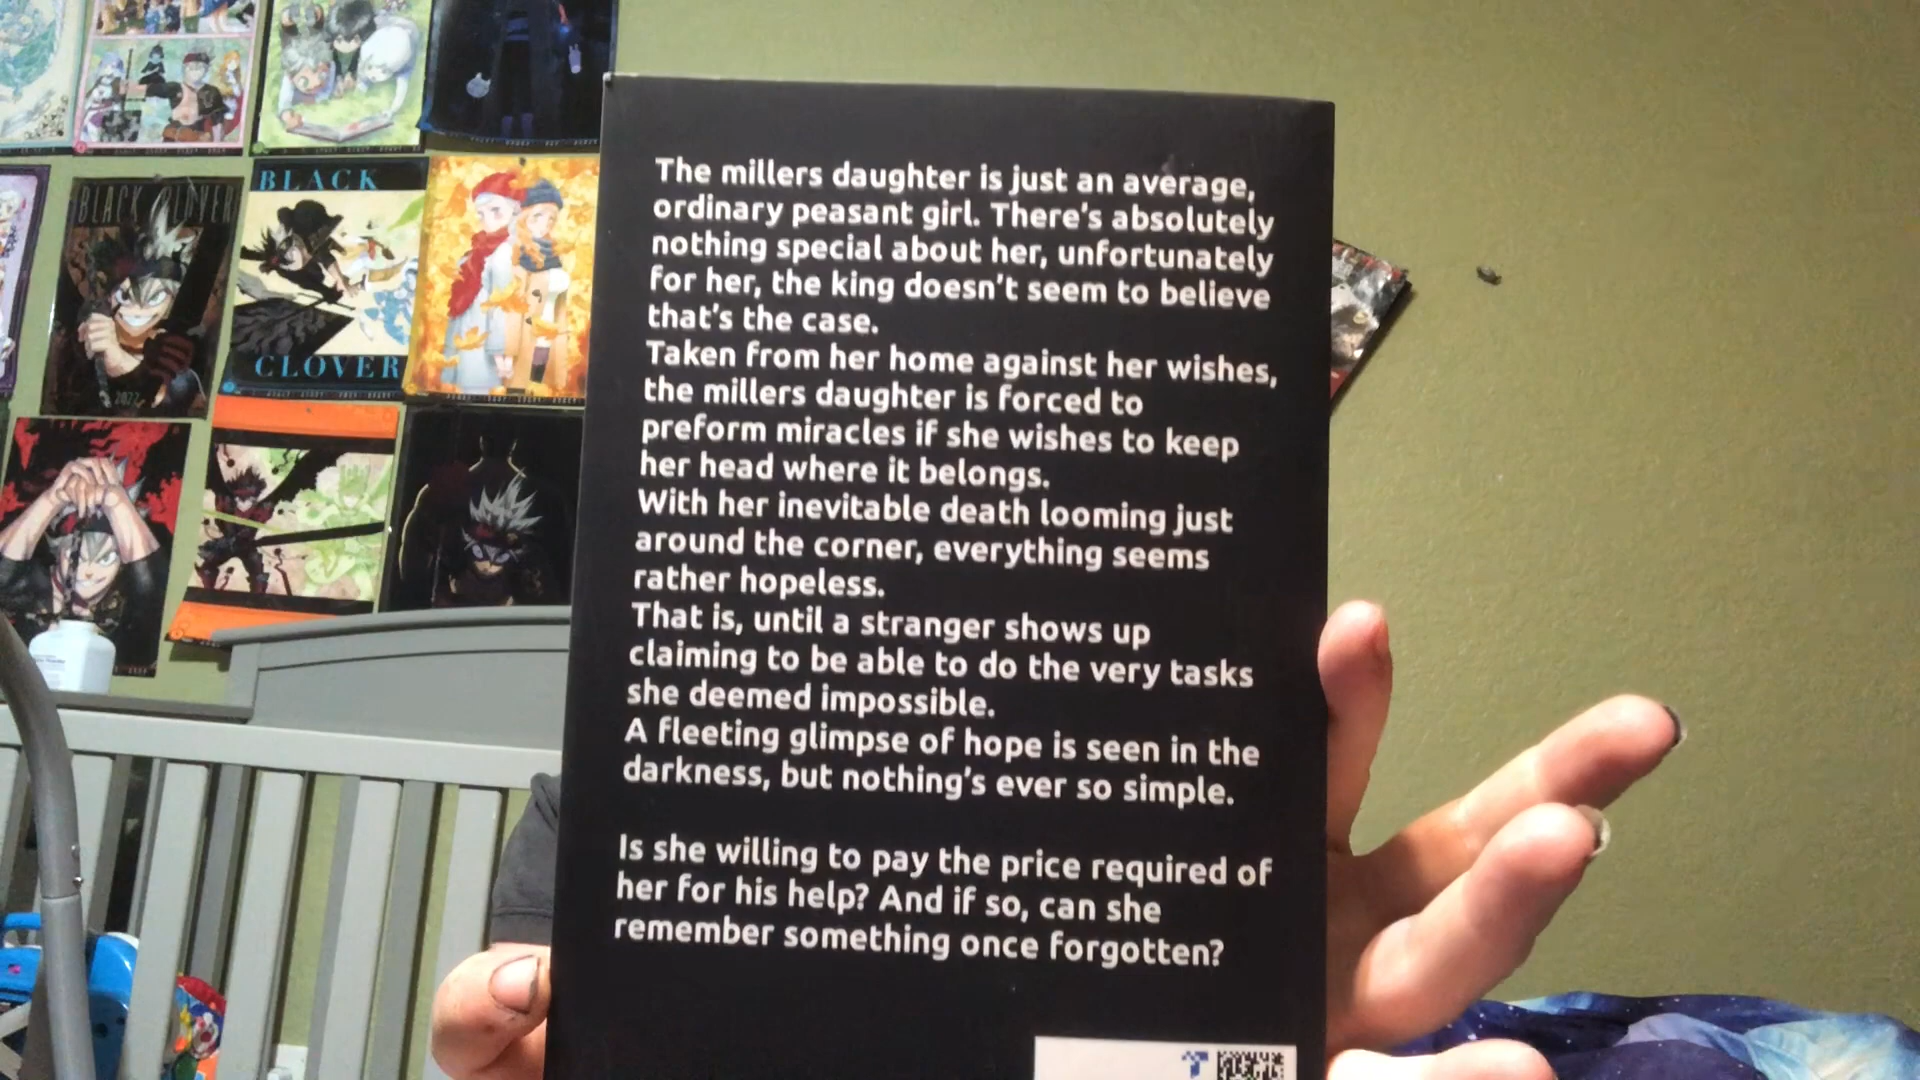 BLACK CLOVER
2022
BLACK
CLOVER
The millers daughter is just an average,
ordinary peasant girl. There's absolutely
nothing special about her, unfortunately
for her, the king doesn't seem to believe
that's the case.
Taken from her home against her wishes,
the millers daughter is forced to
preform miracles if she wishes to keep
her head where it belongs.
With her inevitable death looming just
around the corner, everything seems
rather hopeless.
That is, until a stranger shows up
claiming to be able to do the very tasks
she deemed impossible.
A fleeting glimpse of hope is seen in the
darkness, but nothing's ever so simple.
Is she willing to pay the price required of
her for his help? And if so, can she
remember something once forgotten?